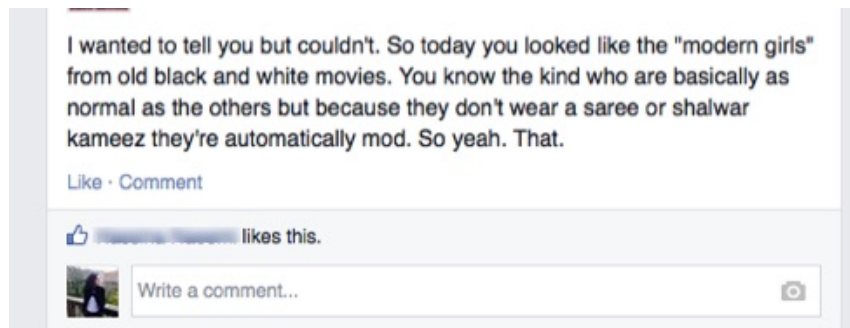 I wanted to tell you but couldn't. So today you looked like the "modern girls"
from old black and white movies. You know the kind who are basically as
normal as the others but because they don't wear a saree or shalwar
kameez they're automatically mod. So yeah. That.
Like · Comment
likes this.
Write a comment...